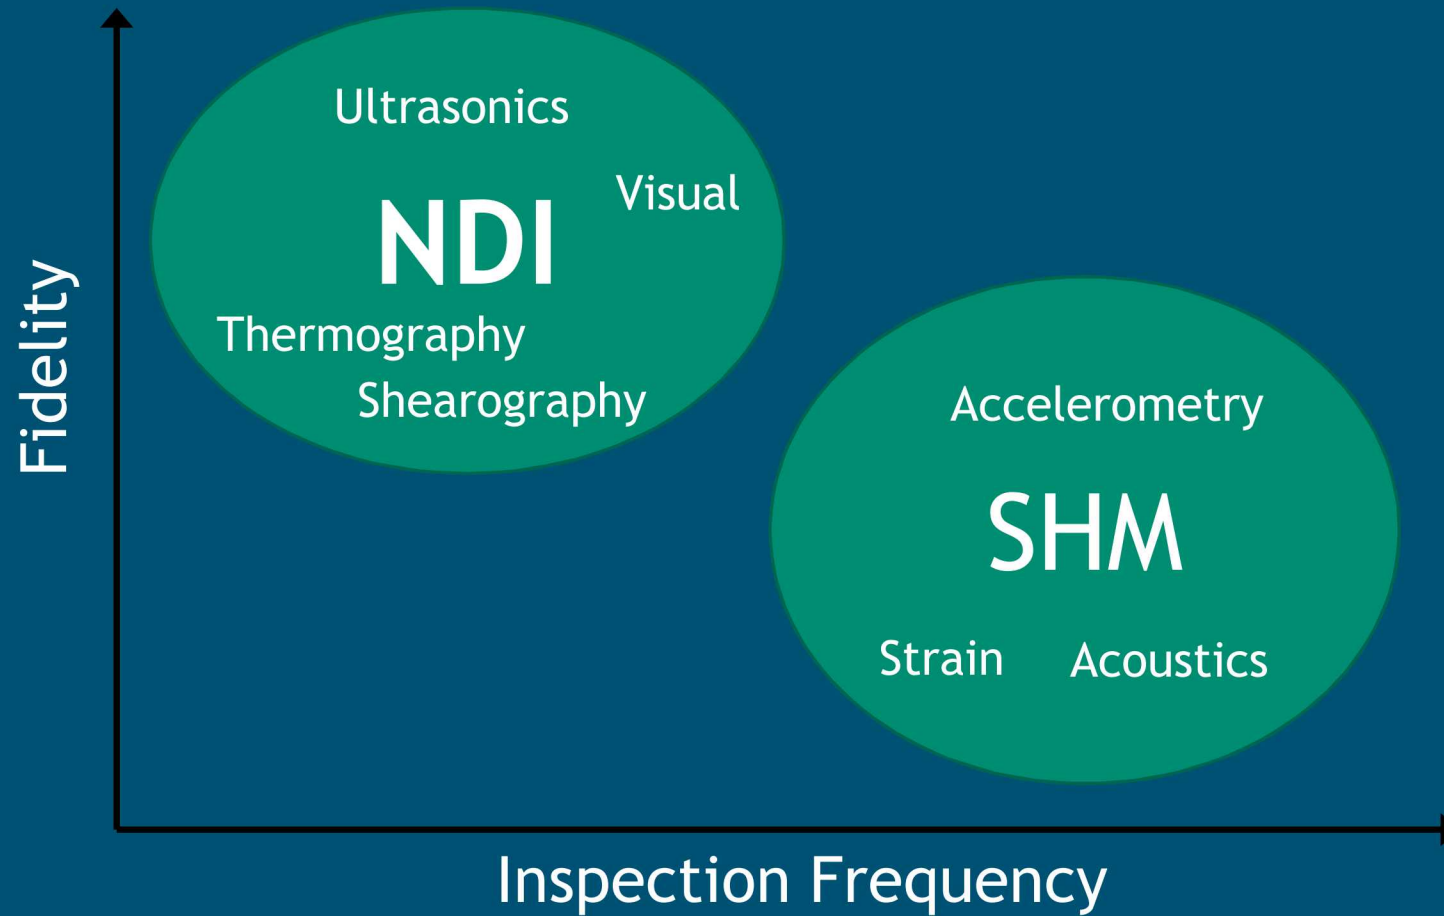 Fidelity
Ultrasonics
Visual
NDI
Thermography
Shearography
Accelerometry
SHM
Strain
Acoustics
Inspection Frequency